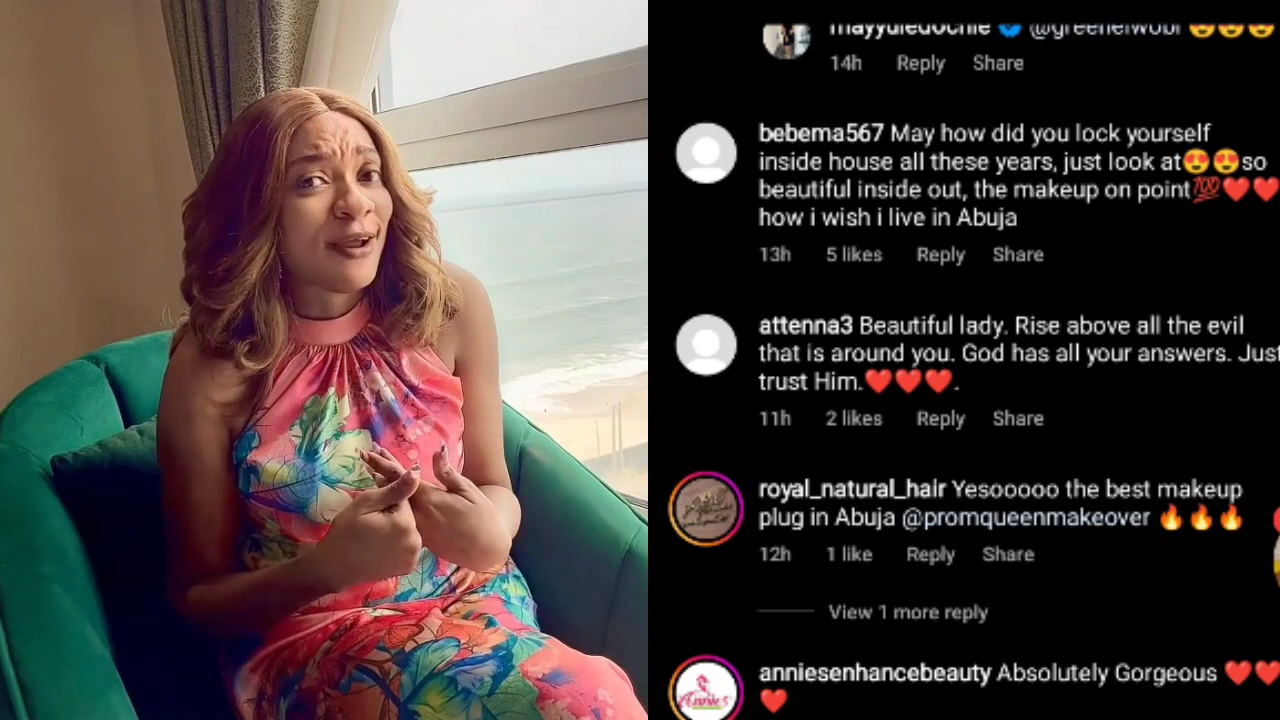 mayyuledochie @greenelwobi 😍😍😍
14h Reply Share
bebema567 May how did you lock yourself
inside house all these years, just look at😍😍so
beautiful inside out, the makeup on point💯❤️❤️
how i wish i live in Abuja
13h 5 likes Reply Share
attenna3 Beautiful lady. Rise above all the evil
that is around you. God has all your answers. Just
trust Him.❤️❤️❤️.
11h 2 likes Reply Share
royal_natural_hair Yesooooo the best makeup
plug in Abuja @promqueenmakeover 🔥🔥🔥
12h 1 like Reply Share
View 1 more reply
anniesenhancebeauty Absolutely Gorgeous ❤️❤️
❤️